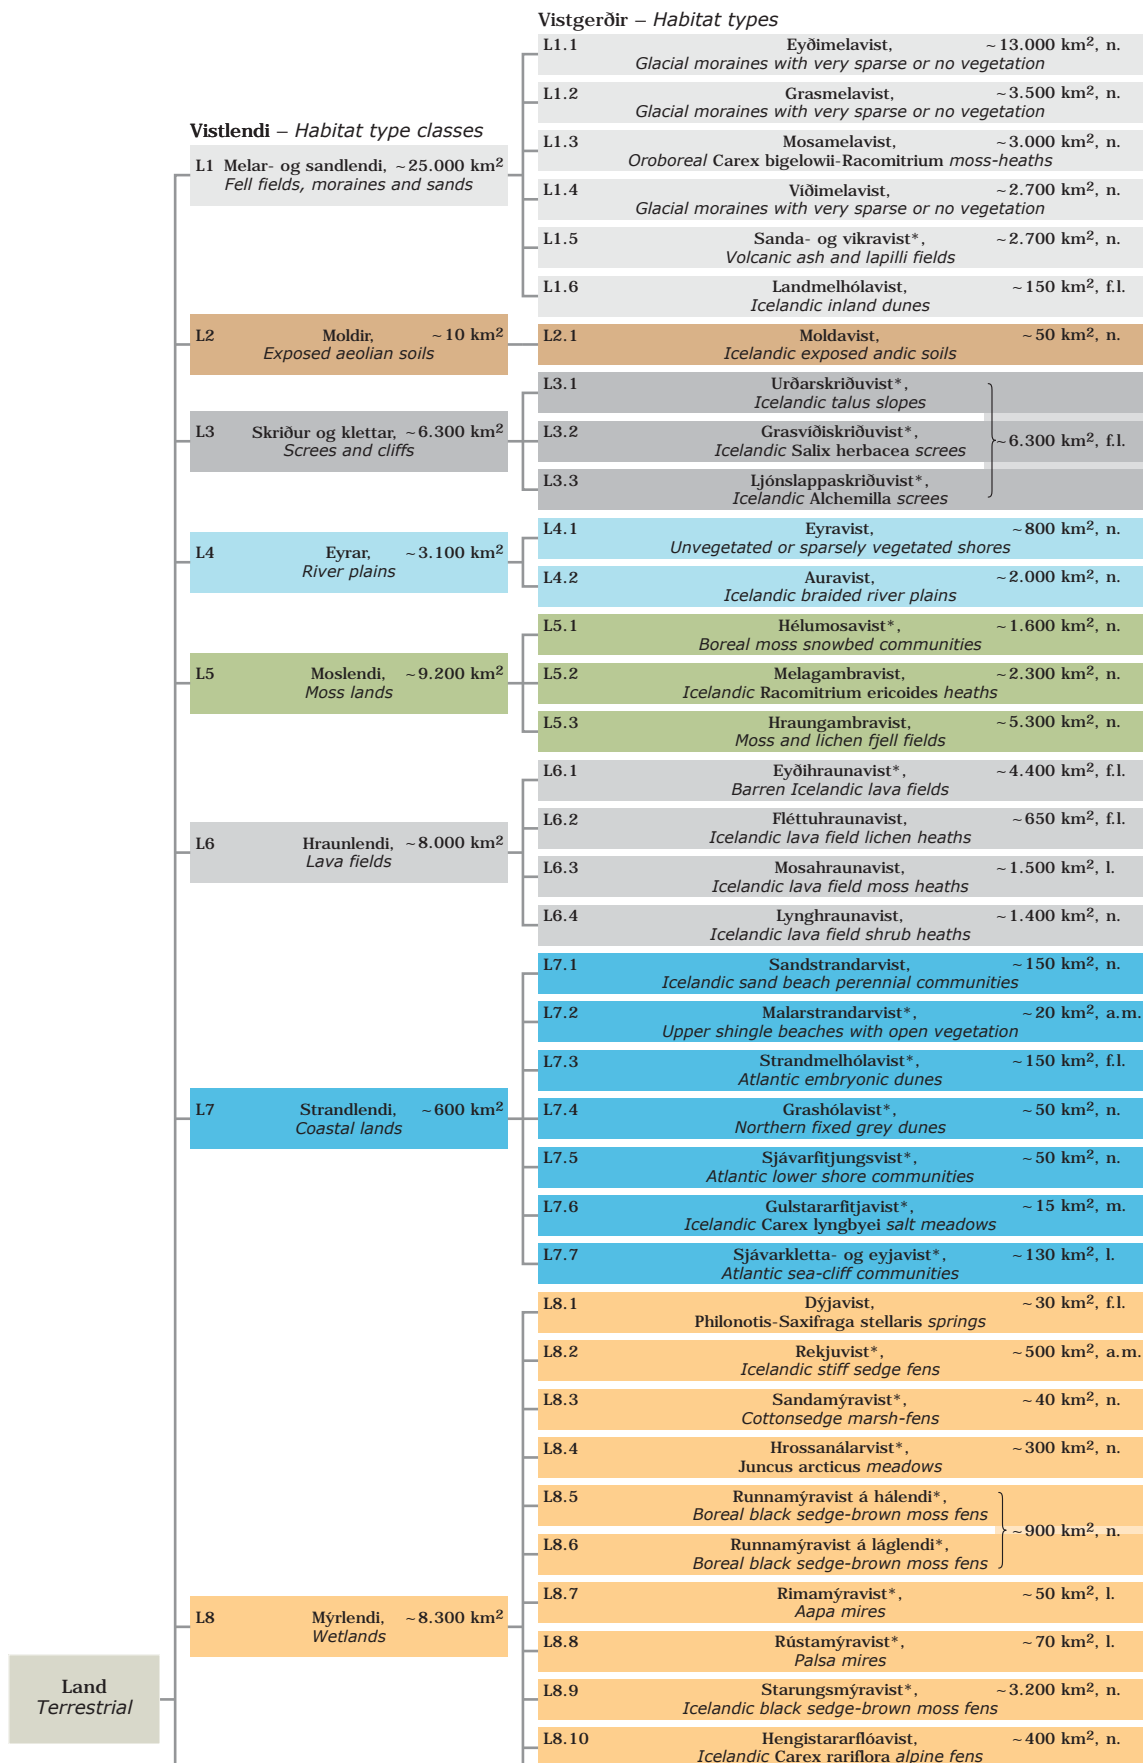 Vistgerðir – Habitat types
L1.1 Eyðimelavist, ~13.000 km², n.
Glacial moraines with very sparse or no vegetation
L1.2 Grasmelavist, ~3.500 km², n.
Glacial moraines with very sparse or no vegetation
Vistlendi – Habitat type classes
L1.3 Mosamelavist, ~3.000 km², n.
Oroboreal Carex bigelowii-Racomitrium moss-heaths
L1 Melar- og sandlendi, ~25.000 km²
Fell fields, moraines and sands
L1.4 Víðimelavist, ~2.700 km², n.
Glacial moraines with very sparse or no vegetation
L1.5 Sanda- og vikravist*, ~2.700 km², n.
Volcanic ash and lapilli fields
L1.6 Landmelhólavist, ~150 km², f.l.
Icelandic inland dunes
L2 Moldir, ~10 km²
Exposed aeolian soils
L2.1 Moldavist, ~50 km², n.
Icelandic exposed andic soils
L3.1 Urðarskriðuvist*,
Icelandic talus slopes
L3 Skriður og klettar, ~6.300 km²
Screes and cliffs
L3.2 Grasvíðiskriðuvist*,
Icelandic Salix herbacea screes
~6.300 km², f.l.
L3.3 Ljónslappaskriðuvist*,
Icelandic Alchemilla screes
L4 Eyrar, ~3.100 km²
River plains
L4.1 Eyravist, ~800 km², n.
Unvegetated or sparsely vegetated shores
L4.2 Auravist, ~2.000 km², n.
Icelandic braided river plains
L5.1 Hélumosavist*, ~1.600 km², n.
Boreal moss snowbed communities
L5 Moslendi, ~9.200 km²
Moss lands
L5.2 Melagambravist, ~2.300 km², n.
Icelandic Racomitrium ericoides heaths
L5.3 Hraungambravist, ~5.300 km², n.
Moss and lichen fjell fields
L6.1 Eyðihraunavist*, ~4.400 km², f.l.
Barren Icelandic lava fields
L6.2 Fléttuhraunavist, ~650 km², f.l.
Icelandic lava field lichen heaths
L6 Hraunlendi, ~8.000 km²
Lava fields
L6.3 Mosahraunavist, ~1.500 km², l.
Icelandic lava field moss heaths
L6.4 Lynghraunavist, ~1.400 km², n.
Icelandic lava field shrub heaths
L7.1 Sandstrandarvist, ~150 km², n.
Icelandic sand beach perennial communities
L7.2 Malarstrandarvist*, ~20 km², a.m.
Upper shingle beaches with open vegetation
L7.3 Strandmelhólavist*, ~150 km², f.l.
Atlantic embryonic dunes
L7 Strandlendi, ~600 km²
Coastal lands
L7.4 Grashólavist*, ~50 km², n.
Northern fixed grey dunes
L7.5 Sjávarfitjungsvist*, ~50 km², n.
Atlantic lower shore communities
L7.6 Gulstararfitjavist*, ~15 km², m.
Icelandic Carex lyngbyei salt meadows
L7.7 Sjávarkletta- og eyjavist*, ~130 km², l.
Atlantic sea-cliff communities
L8.1 Dýjavist, ~30 km², f.l.
Philonotis-Saxifraga stellaris springs
L8.2 Rekjuvist*, ~500 km², a.m.
Icelandic stiff sedge fens
L8.3 Sandamýravist*, ~40 km², n.
Cottonsedge marsh-fens
L8.4 Hrossanálarvist*, ~300 km², n.
Juncus arcticus meadows
L8.5 Runnamýravist á hálendi*,
Boreal black sedge-brown moss fens
~900 km², n.
L8.6 Runnamýravist á láglendi*,
Boreal black sedge-brown moss fens
L8.7 Rimamýravist*, ~50 km², l.
Aapa mires
L8 Mýrlendi, ~8.300 km²
Wetlands
L8.8 Rústamýravist*, ~70 km², l.
Palsa mires
Land
Terrestrial
L8.9 Starungsmýravist*, ~3.200 km², n.
Icelandic black sedge-brown moss fens
L8.10 Hengistararflóavist, ~400 km², n.
Icelandic Carex rariflora alpine fens